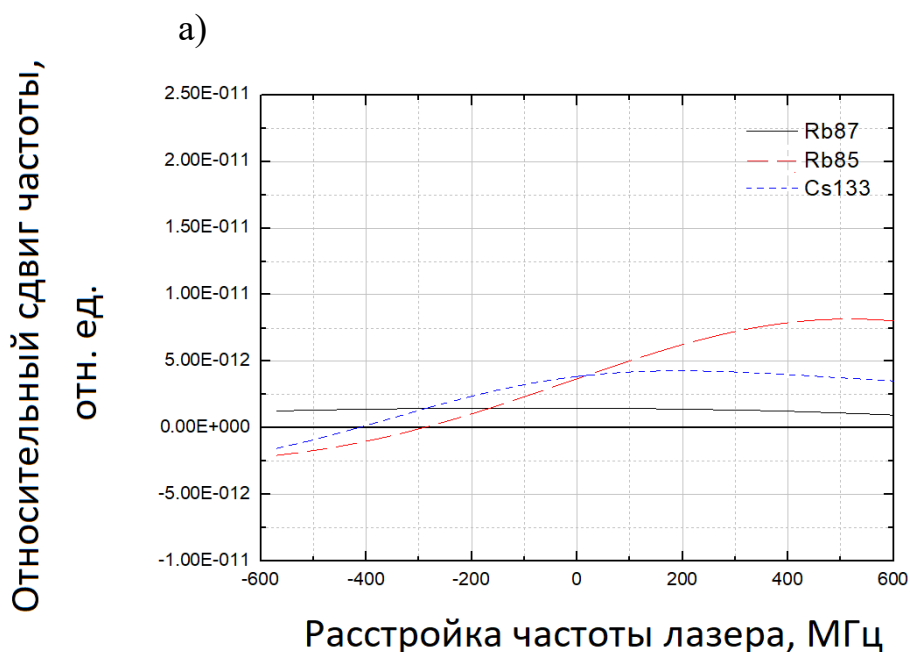 а)
Относительный сдвиг частоты,
отн. ед.
2.50E-011
2.00E-011
1.50E-011
1.00E-011
5.00E-012
0.00E+000
-5.00E-012
-1.00E-011
Rb87
Rb85
Cs133
-600 -400 -200 0 200 400 600
Расстройка частоты лазера, МГц